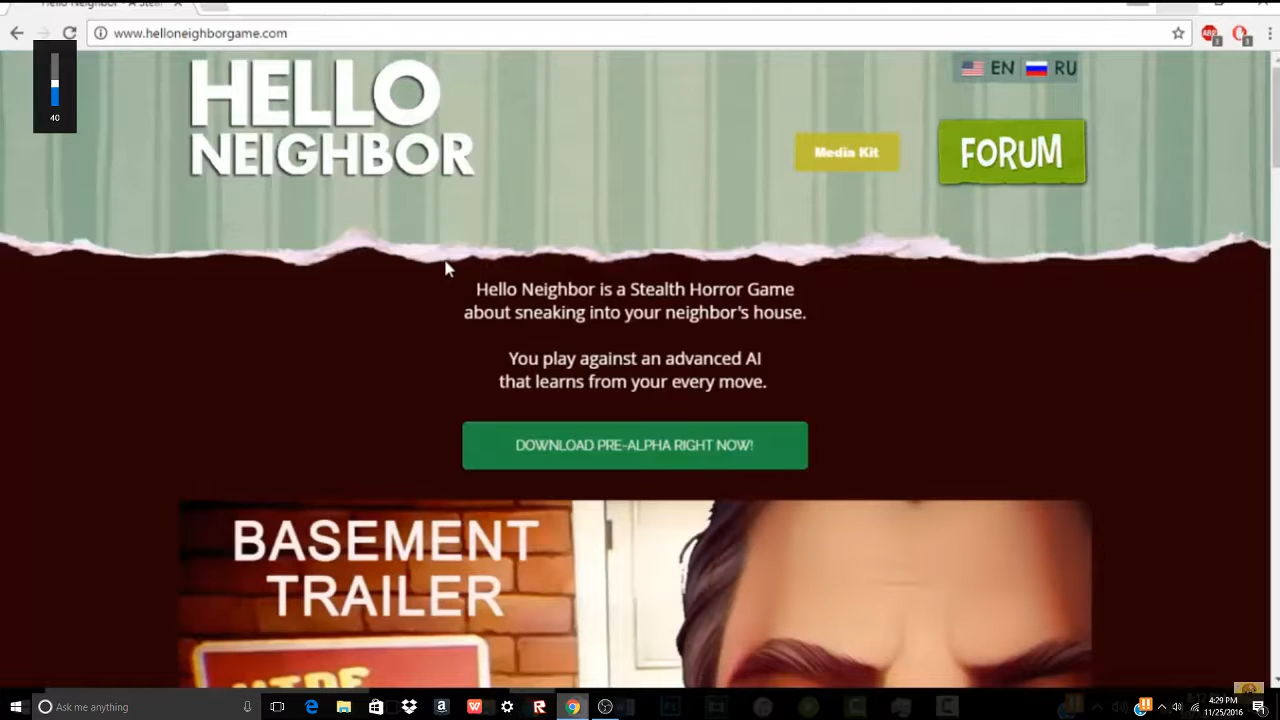 www.helloneighborgame.com
40
HELLO
NEIGHBOR
EN RU
Media Kit
FORUM
Hello Neighbor is a Stealth Horror Game
about sneaking into your neighbor's house.
You play against an advanced AI
that learns from your every move.
DOWNLOAD PRE-ALPHA RIGHT NOW!
BASEMENT
TRAILER
Ask me anything
4:29 PM
11/25/2016